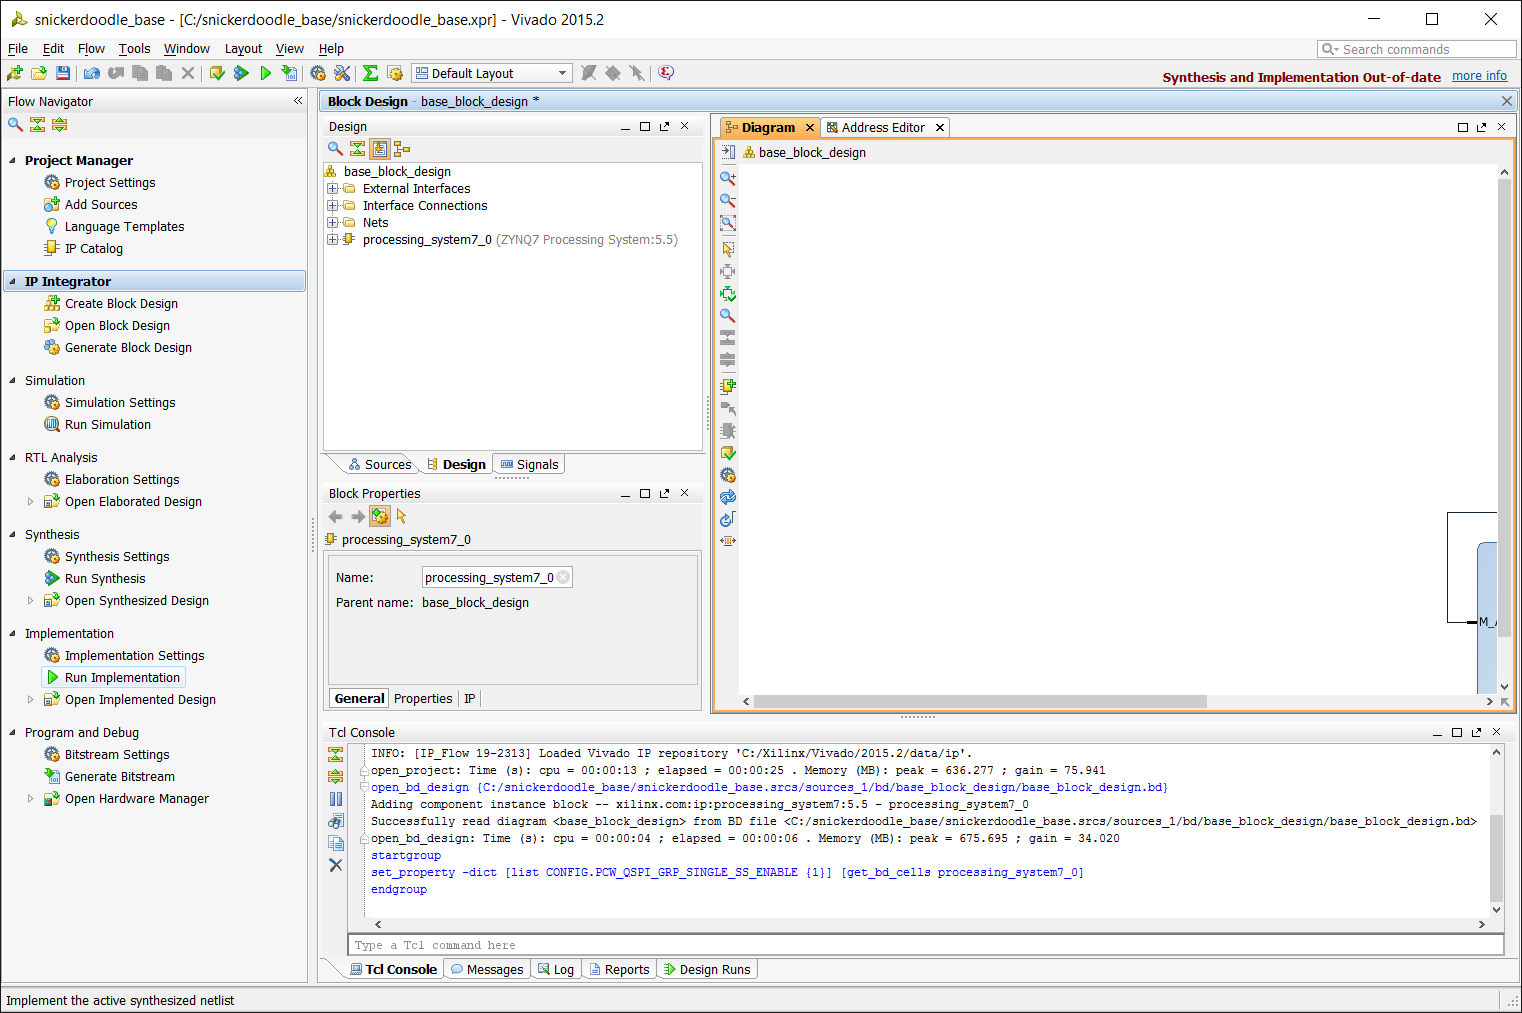 snickerdoodle_base - [C:/snickerdoodle_base/snickerdoodle_base.xpr] - Vivado 2015.2
File Edit Flow Tools Window Layout View Help
Search commands
Default Layout
Synthesis and Implementation Out-of-date more info
Flow Navigator
Project Manager
Project Settings
Add Sources
Language Templates
IP Catalog
IP Integrator
Create Block Design
Open Block Design
Generate Block Design
Simulation
Simulation Settings
Run Simulation
RTL Analysis
Elaboration Settings
Open Elaborated Design
Synthesis
Synthesis Settings
Run Synthesis
Open Synthesized Design
Implementation
Implementation Settings
Run Implementation
Open Implemented Design
Program and Debug
Bitstream Settings
Generate Bitstream
Open Hardware Manager
Block Design - base_block_design *
Design
base_block_design
External Interfaces
Interface Connections
Nets
processing_system7_0 (ZYNQ7 Processing System:5.5)
Sources Design Signals
Block Properties
processing_system7_0
Name: processing_system7_0
Parent name: base_block_design
General Properties IP
Diagram Address Editor
base_block_design
M_A
Tcl Console
INFO: [IP_Flow 19-2313] Loaded Vivado IP repository 'C:/Xilinx/Vivado/2015.2/data/ip'.
open_project: Time (s): cpu = 00:00:13 ; elapsed = 00:00:25 . Memory (MB): peak = 636.277 ; gain = 75.941
open_bd_design {C:/snickerdoodle_base/snickerdoodle_base.srcs/sources_1/bd/base_block_design/base_block_design.bd}
Adding component instance block -- xilinx.com:ip:processing_system7:5.5 - processing_system7_0
Successfully read diagram <base_block_design> from BD file <C:/snickerdoodle_base/snickerdoodle_base.srcs/sources_1/bd/base_block_design/base_block_design.bd>
open_bd_design: Time (s): cpu = 00:00:04 ; elapsed = 00:00:06 . Memory (MB): peak = 675.695 ; gain = 34.020
startgroup
set_property -dict [list CONFIG.PCW_QSPI_GRP_SINGLE_SS_ENABLE {1}] [get_bd_cells processing_system7_0]
endgroup
Type a Tcl command here
Tcl Console Messages Log Reports Design Runs
Implement the active synthesized netlist